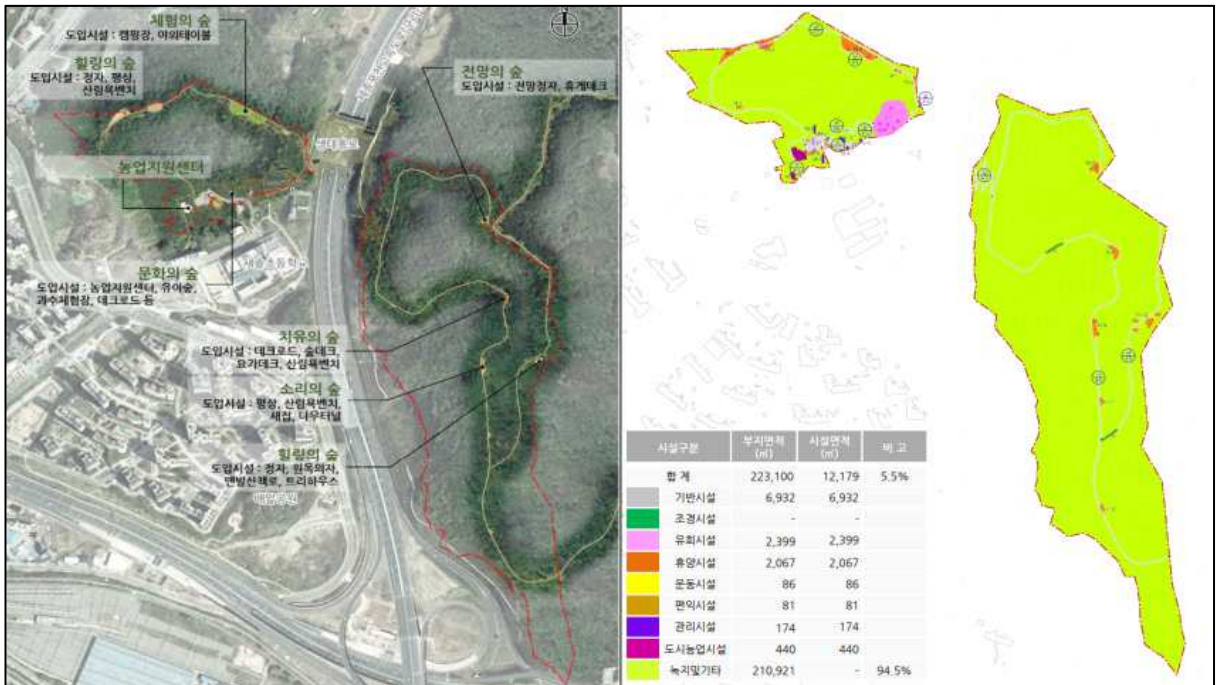 체험의 숲
도입시설 : 캠핑장, 야외테이블
힐링의 숲
도입시설 : 정자, 평상,
산림욕벤치
전망의 숲
도입시설 : 전망정자, 휴게데크
생태통로
농업지원센터
문화의 숲
도입시설 : 농업지원센터, 유아숲,
과수체험장, 데크로드 등
치유의 숲
도입시설 : 데크로드, 숲데크,
요가데크, 산림욕벤치
소리의 숲
도입시설 : 평상, 산림욕벤치,
새집, 나무터널
힐링의 숲
도입시설 : 정자, 원목의자,
맨발산책로, 트리하우스
시설구분 부지면적 (㎡) 시설면적 (㎡) 비 고
합 계 223,100 12,179 5.5%
기반시설 6,932 6,932
조경시설 - -
유희시설 2,399 2,399
휴양시설 2,067 2,067
운동시설 86 86
편익시설 81 81
관리시설 174 174
도시농업시설 440 440
녹지및기타 210,921 - 94.5%